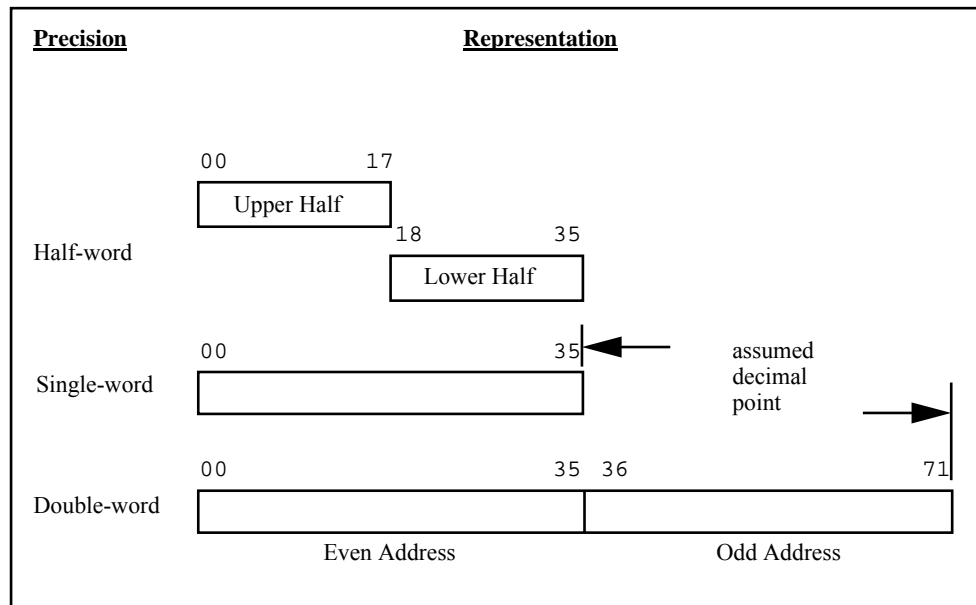 Precision Representation
00 17
Upper Half
18 35
Half-word
Lower Half
00 35
assumed
decimal
point
Single-word
00 35 36 71
Double-word
Even Address Odd Address